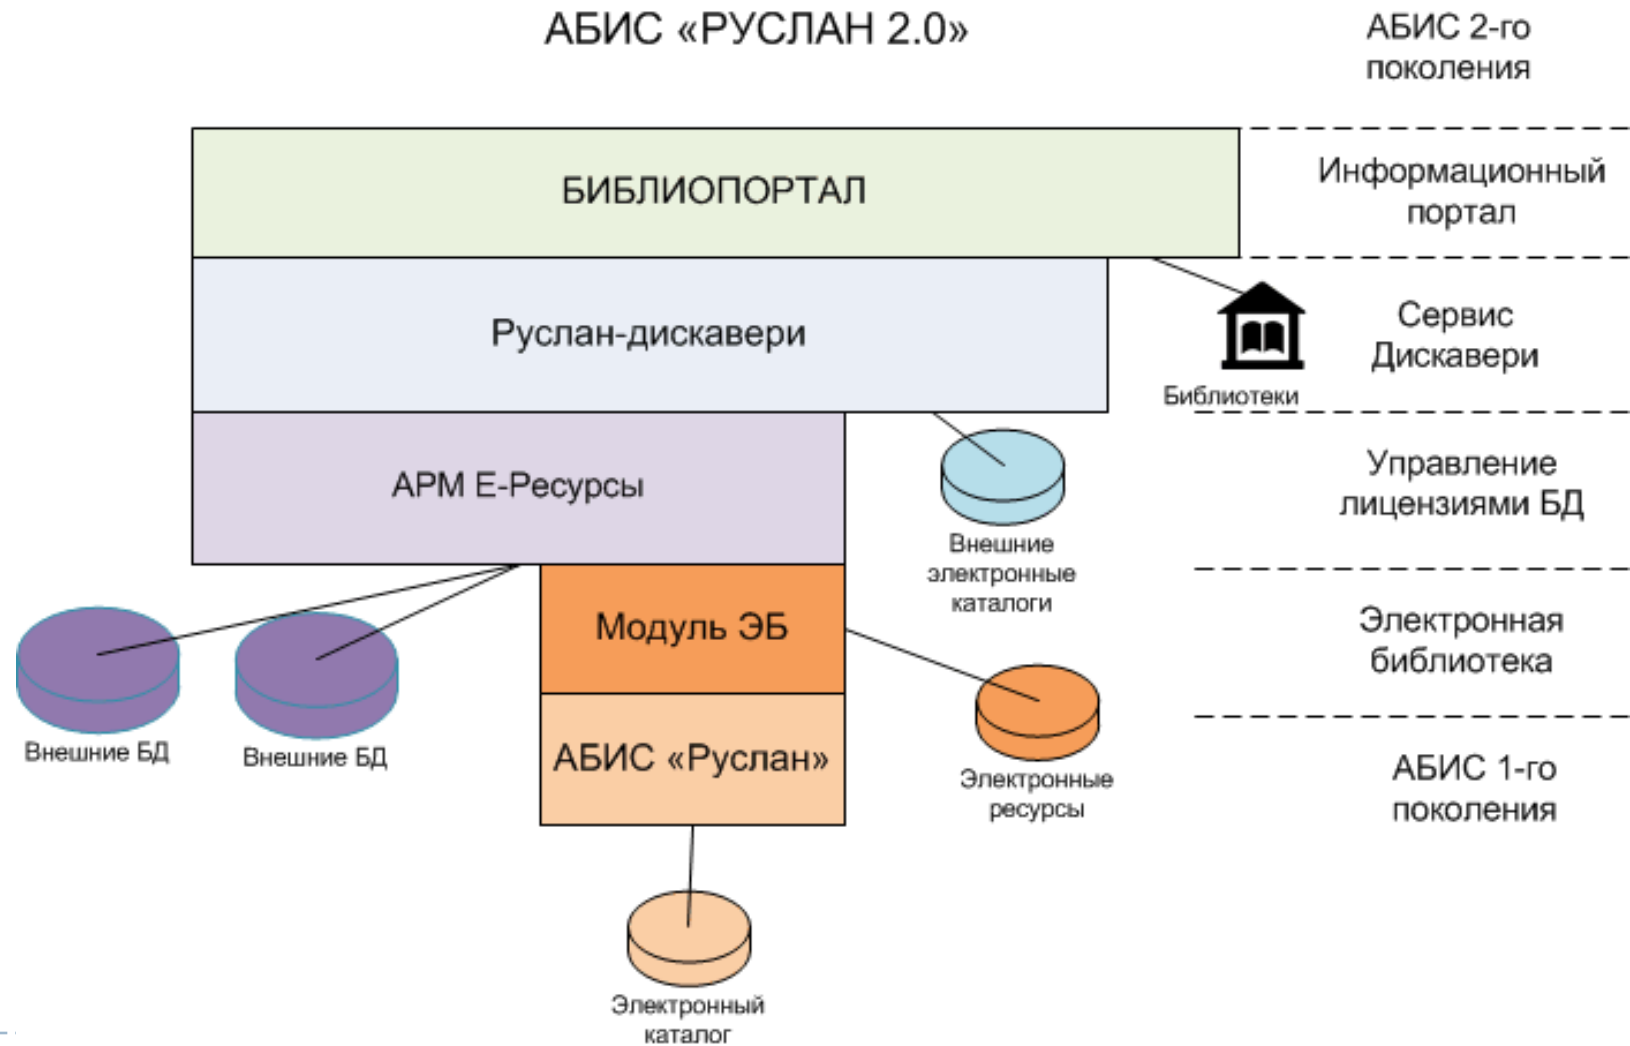 АБИС «РУСЛАН 2.0»
АБИС 2-го
поколения
БИБЛИОПОРТАЛ
Информационный
портал
Руслан-дискавери
Библиотеки
Сервис
Дискавери
АРМ Е-Ресурсы
Внешние
электронные
каталоги
Управление
лицензиями БД
Внешние БД
Внешние БД
Модуль ЭБ
Электронные
ресурсы
Электронная
библиотека
АБИС «Руслан»
АБИС 1-го
поколения
Электронный
каталог